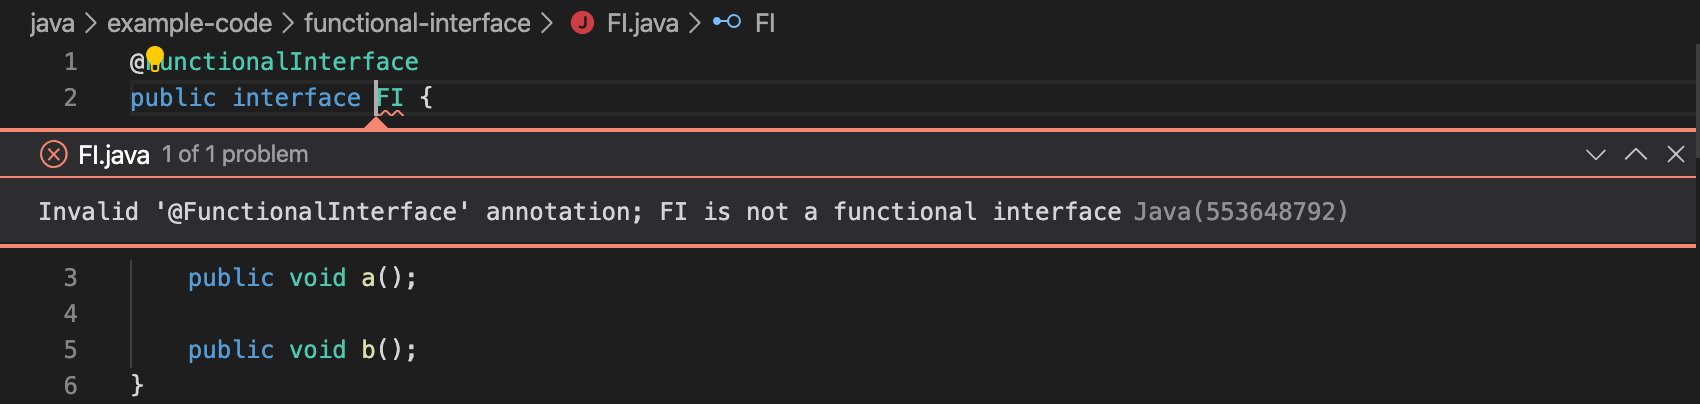 java > example-code > functional-interface > J FI.java > FI
1 @FunctionalInterface
2 public interface FI {
FI.java 1 of 1 problem
Invalid '@FunctionalInterface' annotation; FI is not a functional interface Java(553648792)
3 public void a();
4
5 public void b();
6 }